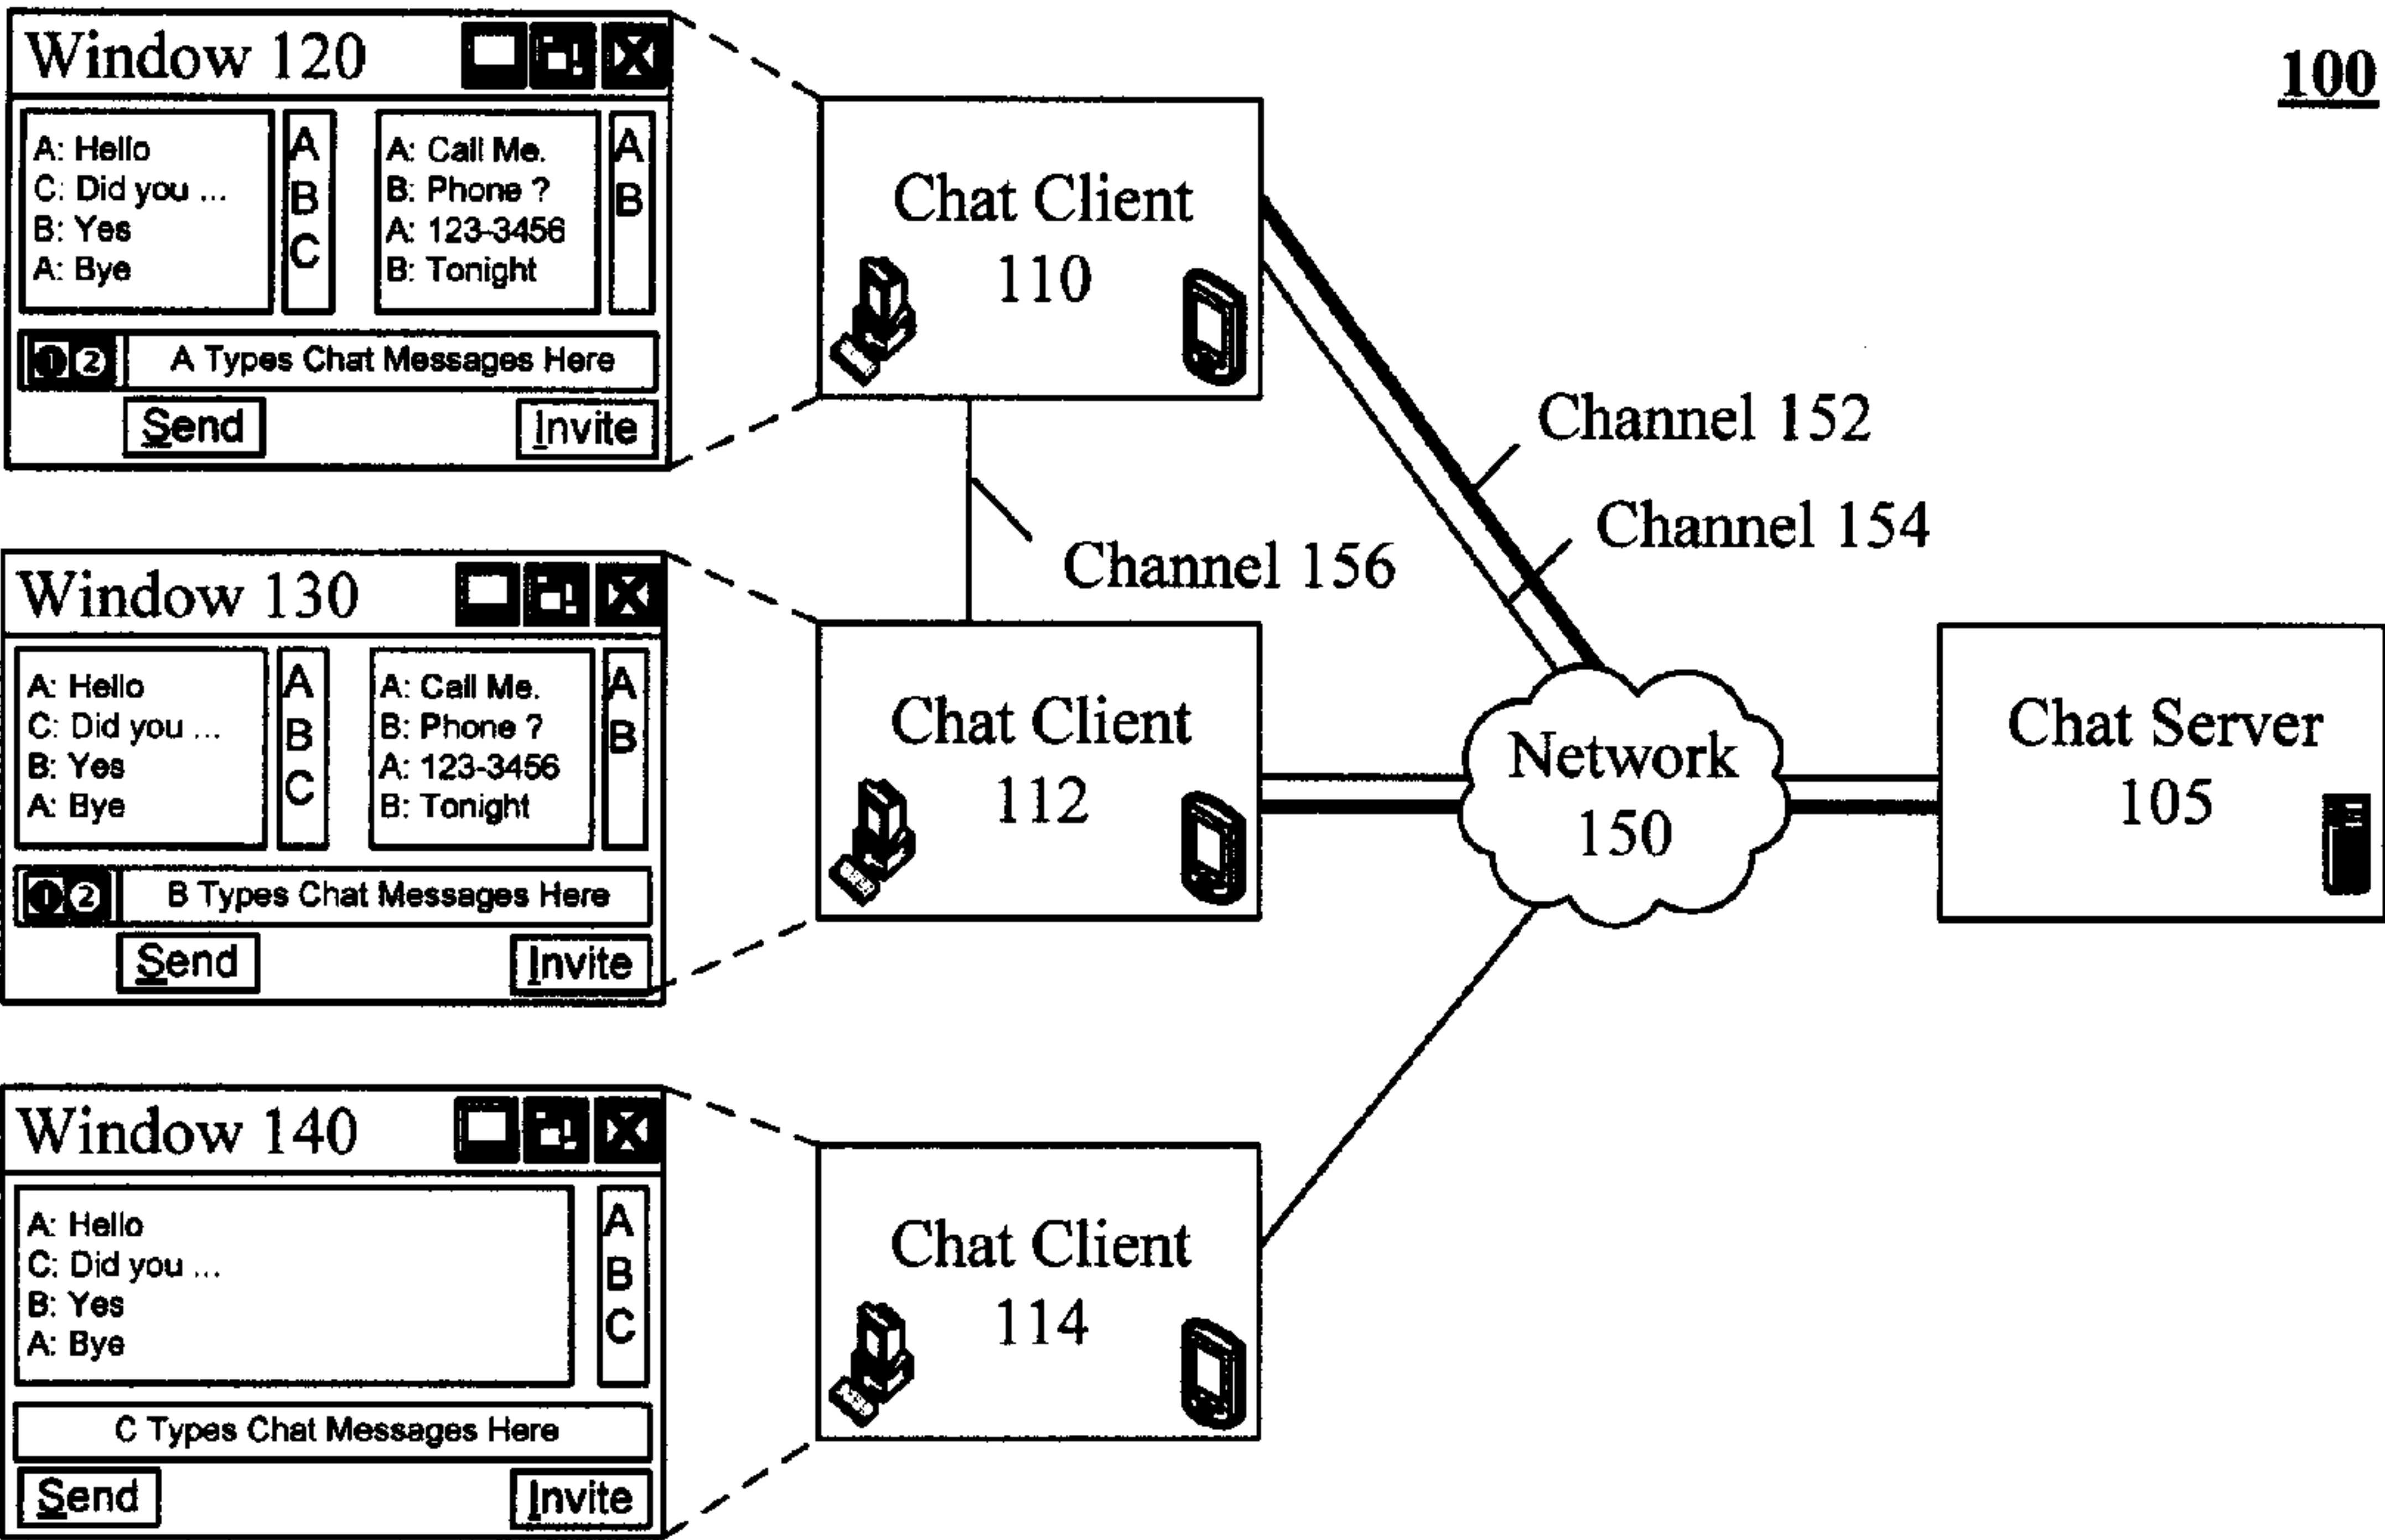 100
Window 120
A: Hello
C: Did you ...
B: Yes
A: Bye
A
B
C
A: Call Me.
B: Phone ?
A: 123-3456
B: Tonight
A
B
1 2
A Types Chat Messages Here
Send
Invite
Chat Client
110
Channel 152
Channel 154
Channel 156
Window 130
A: Hello
C: Did you ...
B: Yes
A: Bye
A
B
C
A: Call Me.
B: Phone ?
A: 123-3456
B: Tonight
A
B
1 2
B Types Chat Messages Here
Send
Invite
Chat Client
112
Network
150
Chat Server
105
Window 140
A: Hello
C: Did you ...
B: Yes
A: Bye
A
B
C
C Types Chat Messages Here
Send
Invite
Chat Client
114